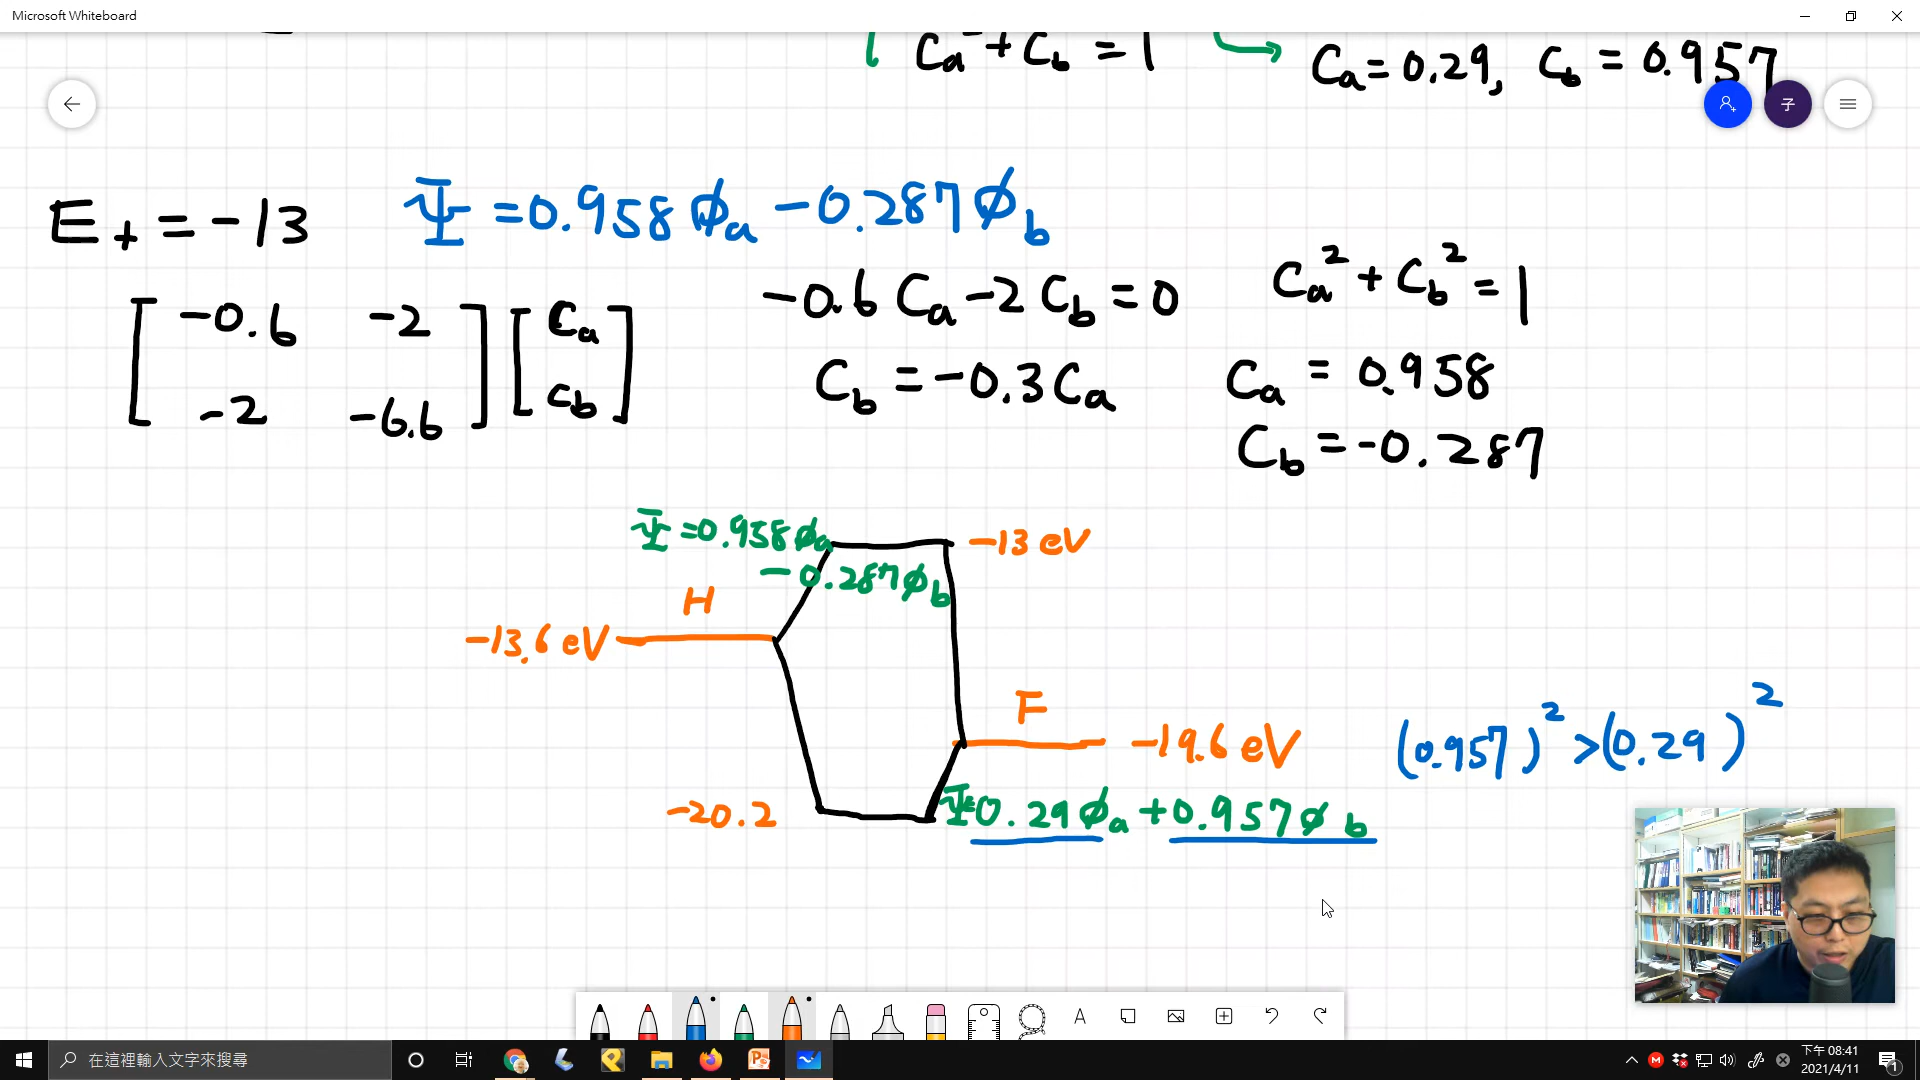 Microsoft Whiteboard
Ca² + Cb = 1
Ca = 0.29, Cb = 0.957
子
E+ = -13
Ψ = 0.958 ϕa - 0.287 ϕb
[ -0.6 -2 ] [ Ca ]
[ -2 -6.6 ] [ Cb ]
-0.6 Ca - 2 Cb = 0
Cb = -0.3 Ca
Ca² + Cb² = 1
Ca = 0.958
Cb = -0.287
Ψ = 0.958 ϕa
- 0.287 ϕb
-13 eV
H
-13.6 eV
F
-19.6 eV
-20.2
Ψ=0.29 ϕa + 0.957 ϕb
(0.957)² > (0.29)²
A
在這裡輸入文字來搜尋
下午 08:41
2021/4/11
1